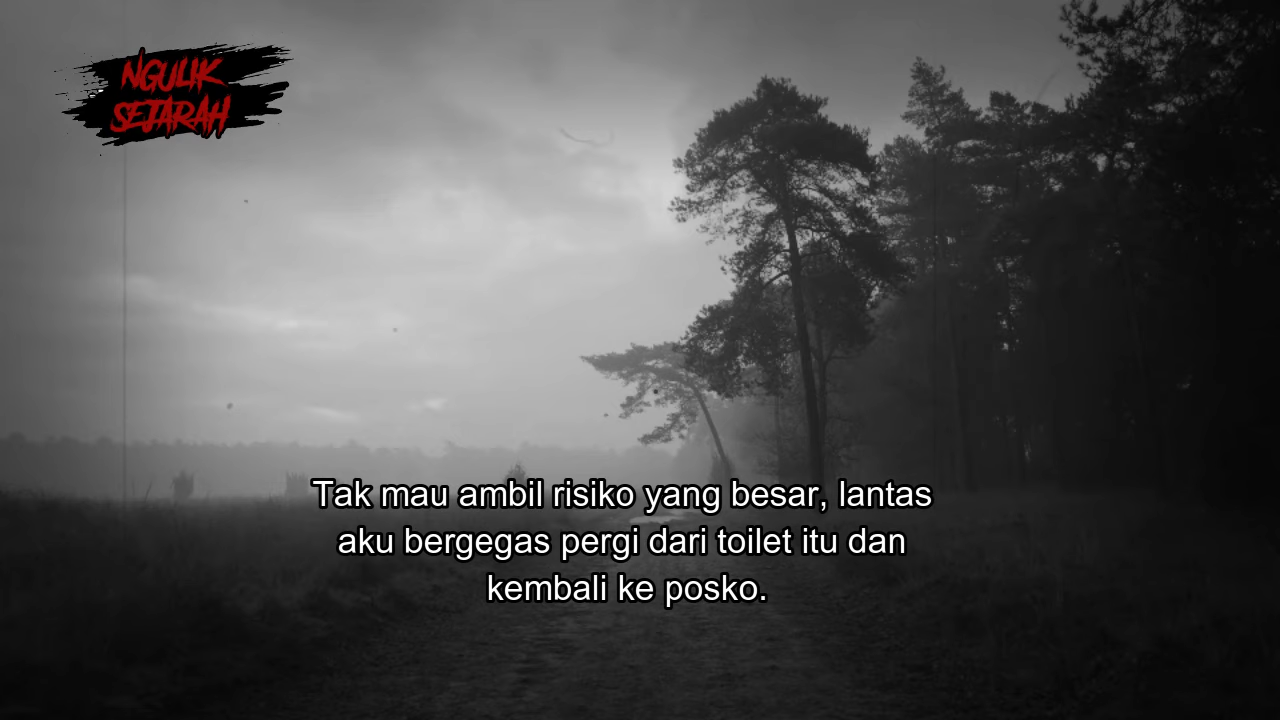 NGULIK
SEJARAH
Tak mau ambil risiko yang besar, lantas
aku bergegas pergi dari toilet itu dan
kembali ke posko.